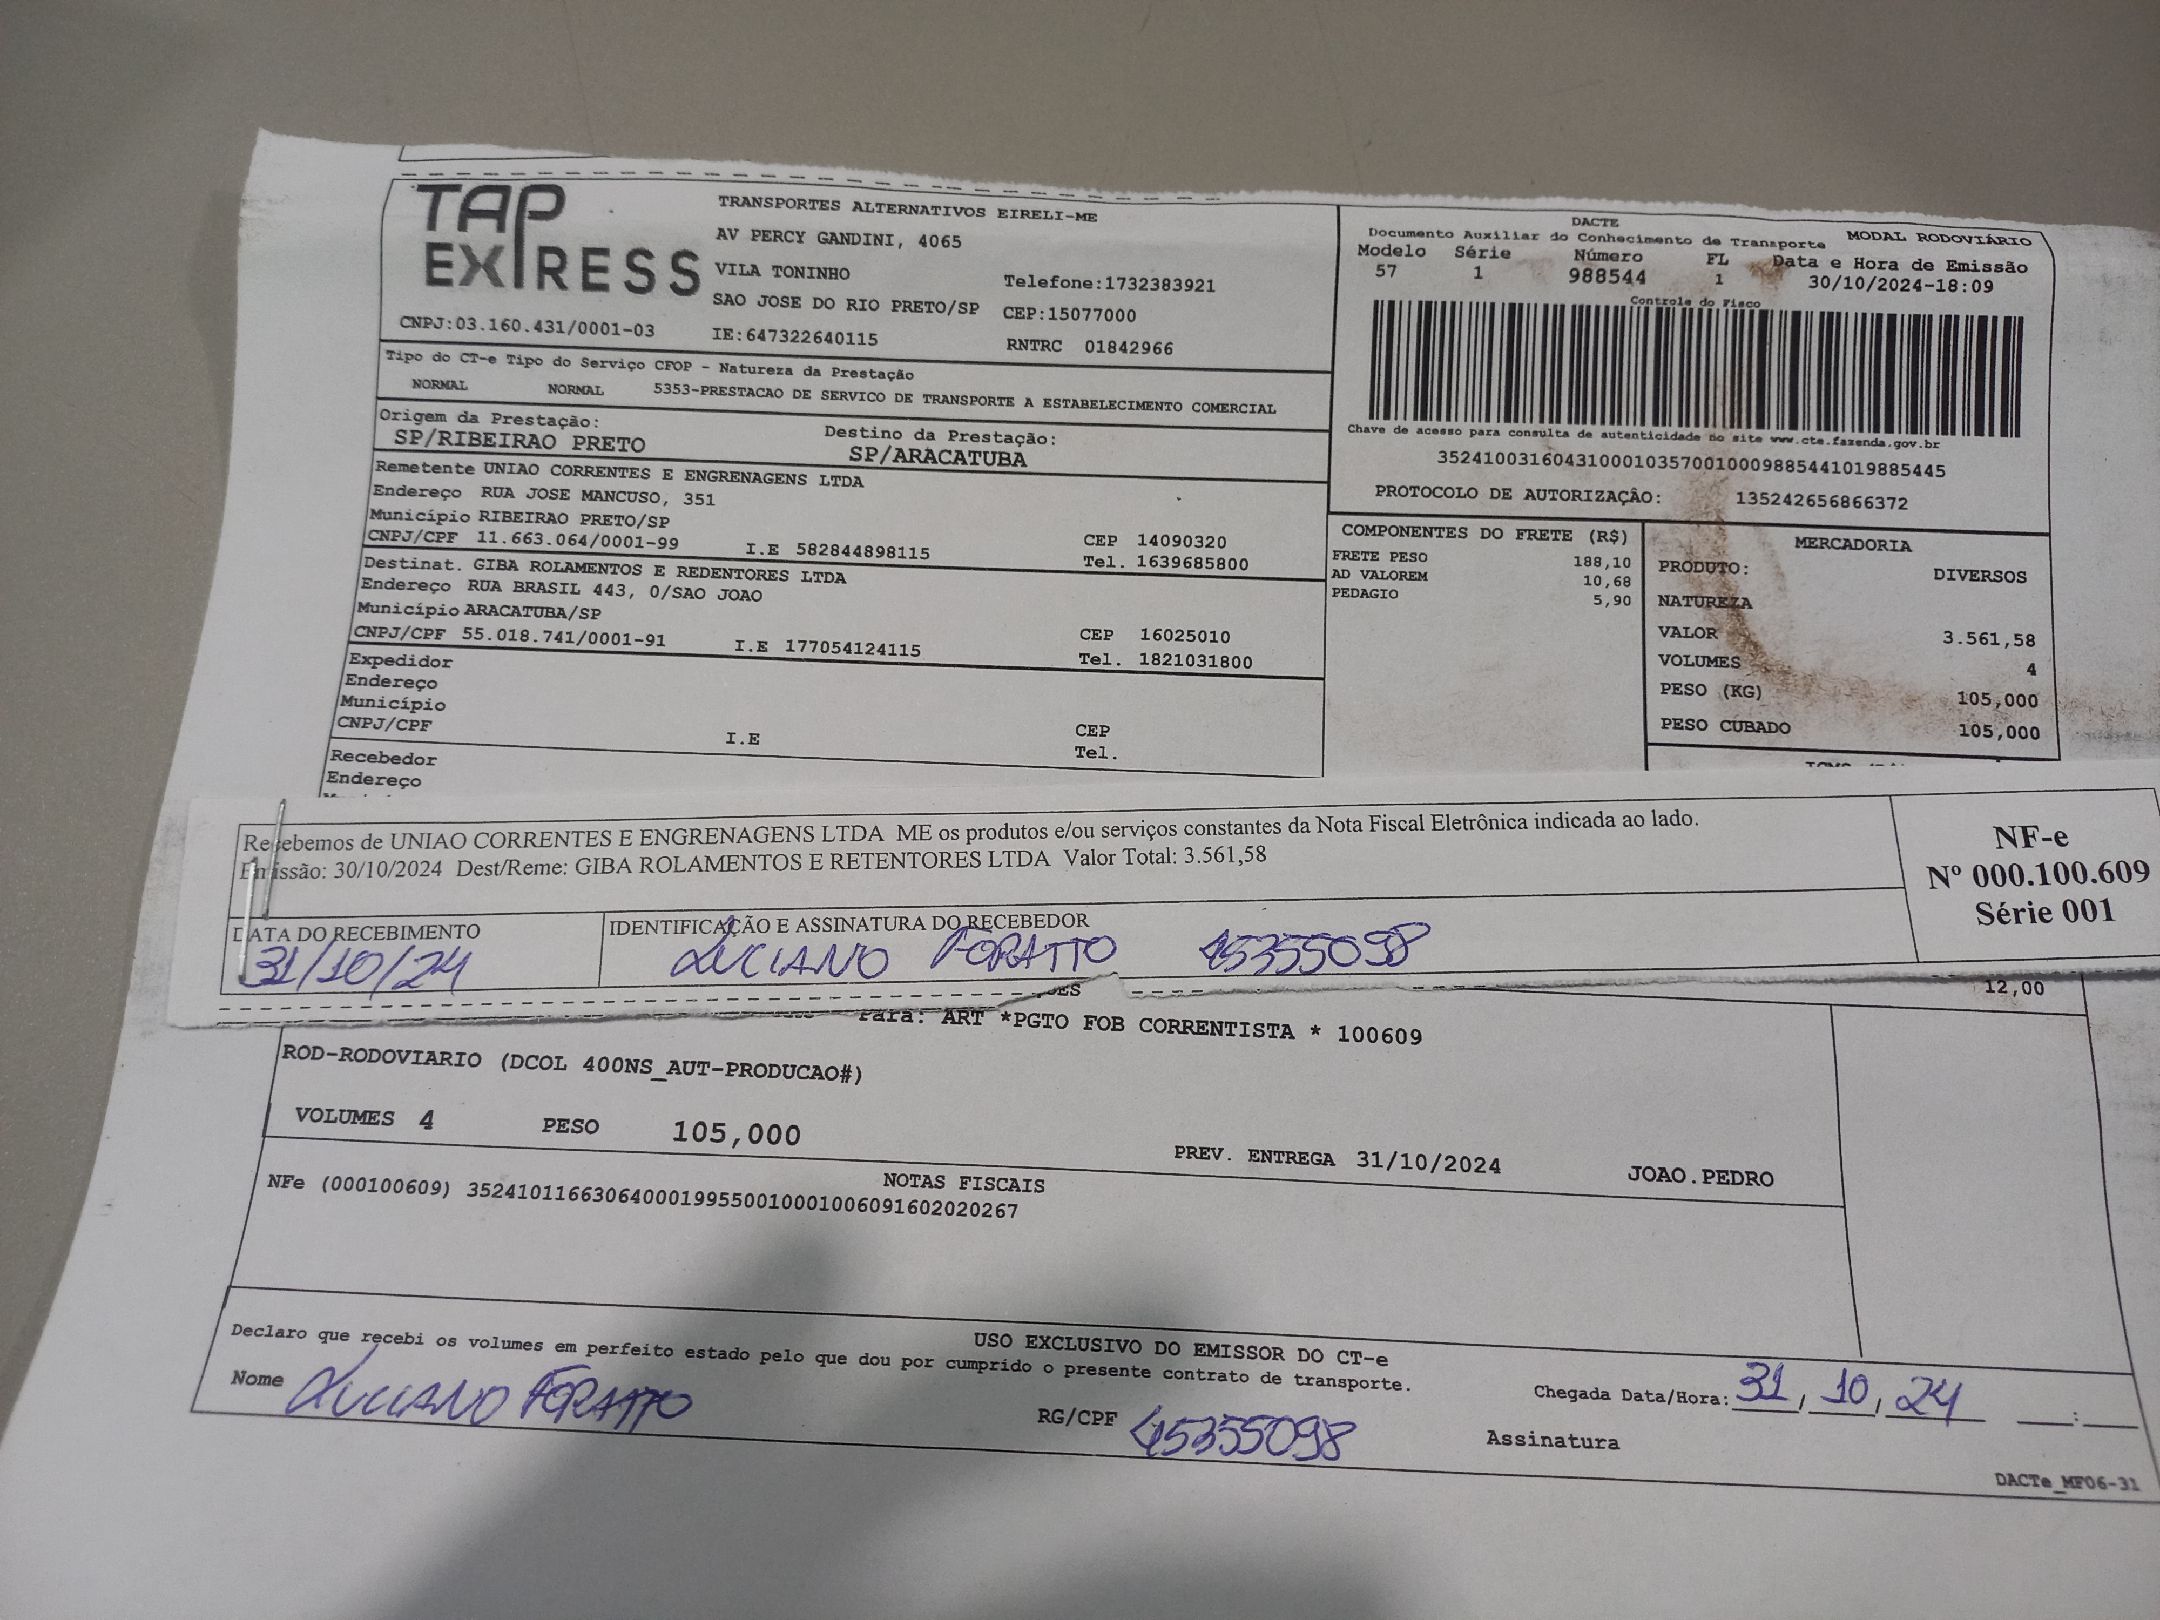 TAP EXPRESS
TRANSPORTES ALTERNATIVOS EIRELI-ME
AV PERCY GANDINI, 4065
VILA TONINHO
Telefone:1732383921
SAO JOSE DO RIO PRETO/SP CEP:15077000
CNPJ:03.160.431/0001-03 IE:647322640115 RNTRC 01842966
DACTE
Documento Auxiliar do Conhecimento de Transporte MODAL RODOVIÁRIO
Modelo Série Número FL Data e Hora de Emissão
57 1 988544 1 30/10/2024-18:09
Controle do Fisco
Chave de acesso para consulta de autenticidade no site www.cte.fazenda.gov.br
35241003160431000103570010009885441019885445
PROTOCOLO DE AUTORIZAÇÂO: 135242656866372
Tipo do CT-e Tipo do Serviço CFOP - Natureza da Prestação
NORMAL NORMAL 5353-PRESTACAO DE SERVICO DE TRANSPORTE A ESTABELECIMENTO COMERCIAL
Origem da Prestação: Destino da Prestação:
SP/RIBEIRAO PRETO SP/ARACATUBA
Remetente UNIAO CORRENTES E ENGRENAGENS LTDA
Endereço RUA JOSE MANCUSO, 351
Município RIBEIRAO PRETO/SP CEP 14090320
CNPJ/CPF 11.663.064/0001-99 I.E 582844898115 Tel. 1639685800
Destinat. GIBA ROLAMENTOS E REDENTORES LTDA
Endereço RUA BRASIL 443, 0/SAO JOAO
Município ARACATUBA/SP CEP 16025010
CNPJ/CPF 55.018.741/0001-91 I.E 177054124115 Tel. 1821031800
Expedidor
Endereço
Município CEP
CNPJ/CPF I.E Tel.
Recebedor
Endereço
COMPONENTES DO FRETE (R$)
FRETE PESO 188,10
AD VALOREM 10,68
PEDAGIO 5,90
MERCADORIA
PRODUTO: DIVERSOS
NATUREZA
VALOR 3.561,58
VOLUMES 4
PESO (KG) 105,000
PESO CUBADO 105,000
Recebemos de UNIAO CORRENTES E ENGRENAGENS LTDA ME os produtos e/ou serviços constantes da Nota Fiscal Eletrônica indicada ao lado.
Emissão: 30/10/2024 Dest/Reme: GIBA ROLAMENTOS E RETENTORES LTDA Valor Total: 3.561,58
NF-e
Nº 000.100.609
Série 001
DATA DO RECEBIMENTO IDENTIFICAÇÃO E ASSINATURA DO RECEBEDOR
31/10/24 LUCIANO FORATTO 45355098
12,00
Para: ART *PGTO FOB CORRENTISTA * 100609
ROD-RODOVIARIO (DCOL 400NS_AUT-PRODUCAO#)
VOLUMES 4 PESO 105,000
PREV. ENTREGA 31/10/2024 JOAO.PEDRO
NOTAS FISCAIS
NFe (000100609) 35241011663064000199550010001006091602020267
USO EXCLUSIVO DO EMISSOR DO CT-e
Declaro que recebi os volumes em perfeito estado pelo que dou por cumprido o presente contrato de transporte.
Nome LUCIANO FORATTO RG/CPF 45355098
Chegada Data/Hora: 31, 10, 24 :
Assinatura
DACTe_MF06-31